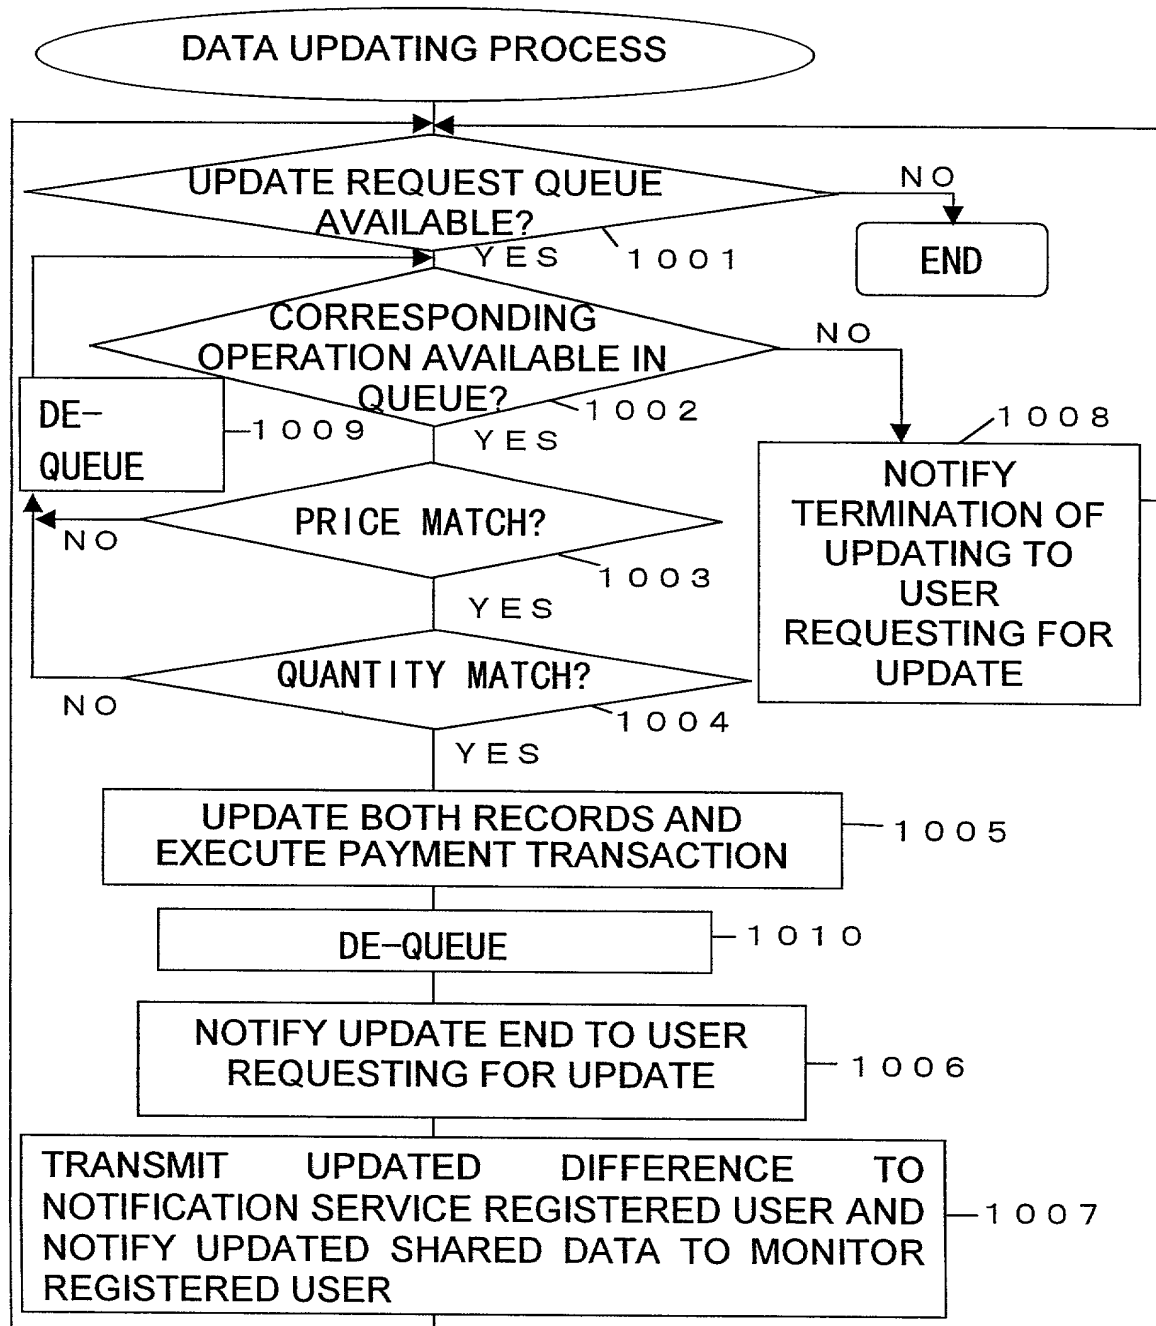 DATA UPDATING PROCESS
UPDATE REQUEST QUEUE
AVAILABLE?
NO
1001
YES
END
CORRESPONDING
OPERATION AVAILABLE IN
QUEUE?
NO
1002
YES
DE-
QUEUE
1009
1008
NOTIFY
TERMINATION OF
UPDATING TO
USER
REQUESTING FOR
UPDATE
PRICE MATCH?
NO
1003
YES
QUANTITY MATCH?
NO
1004
YES
UPDATE BOTH RECORDS AND
EXECUTE PAYMENT TRANSACTION
1005
DE-QUEUE
1010
NOTIFY UPDATE END TO USER
REQUESTING FOR UPDATE
1006
TRANSMIT UPDATED DIFFERENCE TO
NOTIFICATION SERVICE REGISTERED USER AND
NOTIFY UPDATED SHARED DATA TO MONITOR
REGISTERED USER
1007